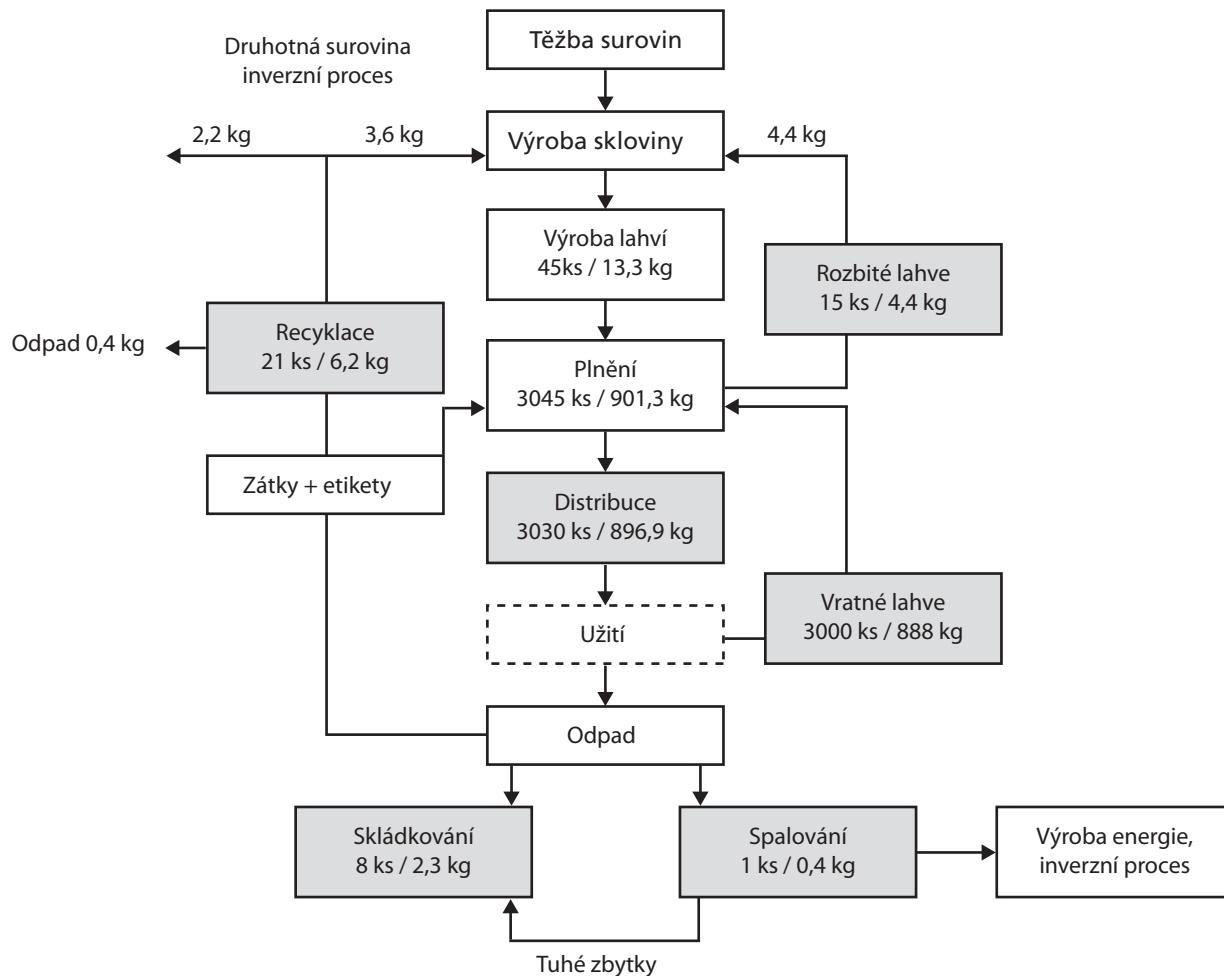 Těžba surovin
Druhotná surovina
inverzní proces
2,2 kg
3,6 kg
Výroba skloviny
4,4 kg
Výroba lahví
45ks / 13,3 kg
Rozbité lahve
15 ks / 4,4 kg
Odpad 0,4 kg
Recyklace
21 ks / 6,2 kg
Plnění
3045 ks / 901,3 kg
Zátky + etikety
Distribuce
3030 ks / 896,9 kg
Vratné lahve
3000 ks / 888 kg
Užití
Odpad
Skládkování
8 ks / 2,3 kg
Spalování
1 ks / 0,4 kg
Výroba energie,
inverzní proces
Tuhé zbytky